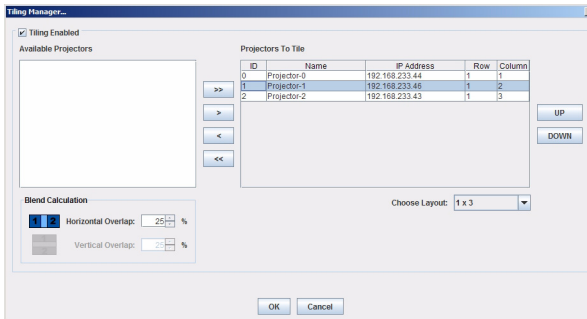 Tiling Manager...
Tiling Enabled
Available Projectors
Projectors To Tile
ID Name IP Address Row Column
0 Projector-0 192.168.233.44 1 1
1 Projector-1 192.168.233.46 1 2
2 Projector-2 192.168.233.43 1 3
>>
>
<
<<
UP
DOWN
Choose Layout: 1 x 3
Blend Calculation
1 2 Horizontal Overlap: 25 %
Vertical Overlap: 25 %
OK Cancel